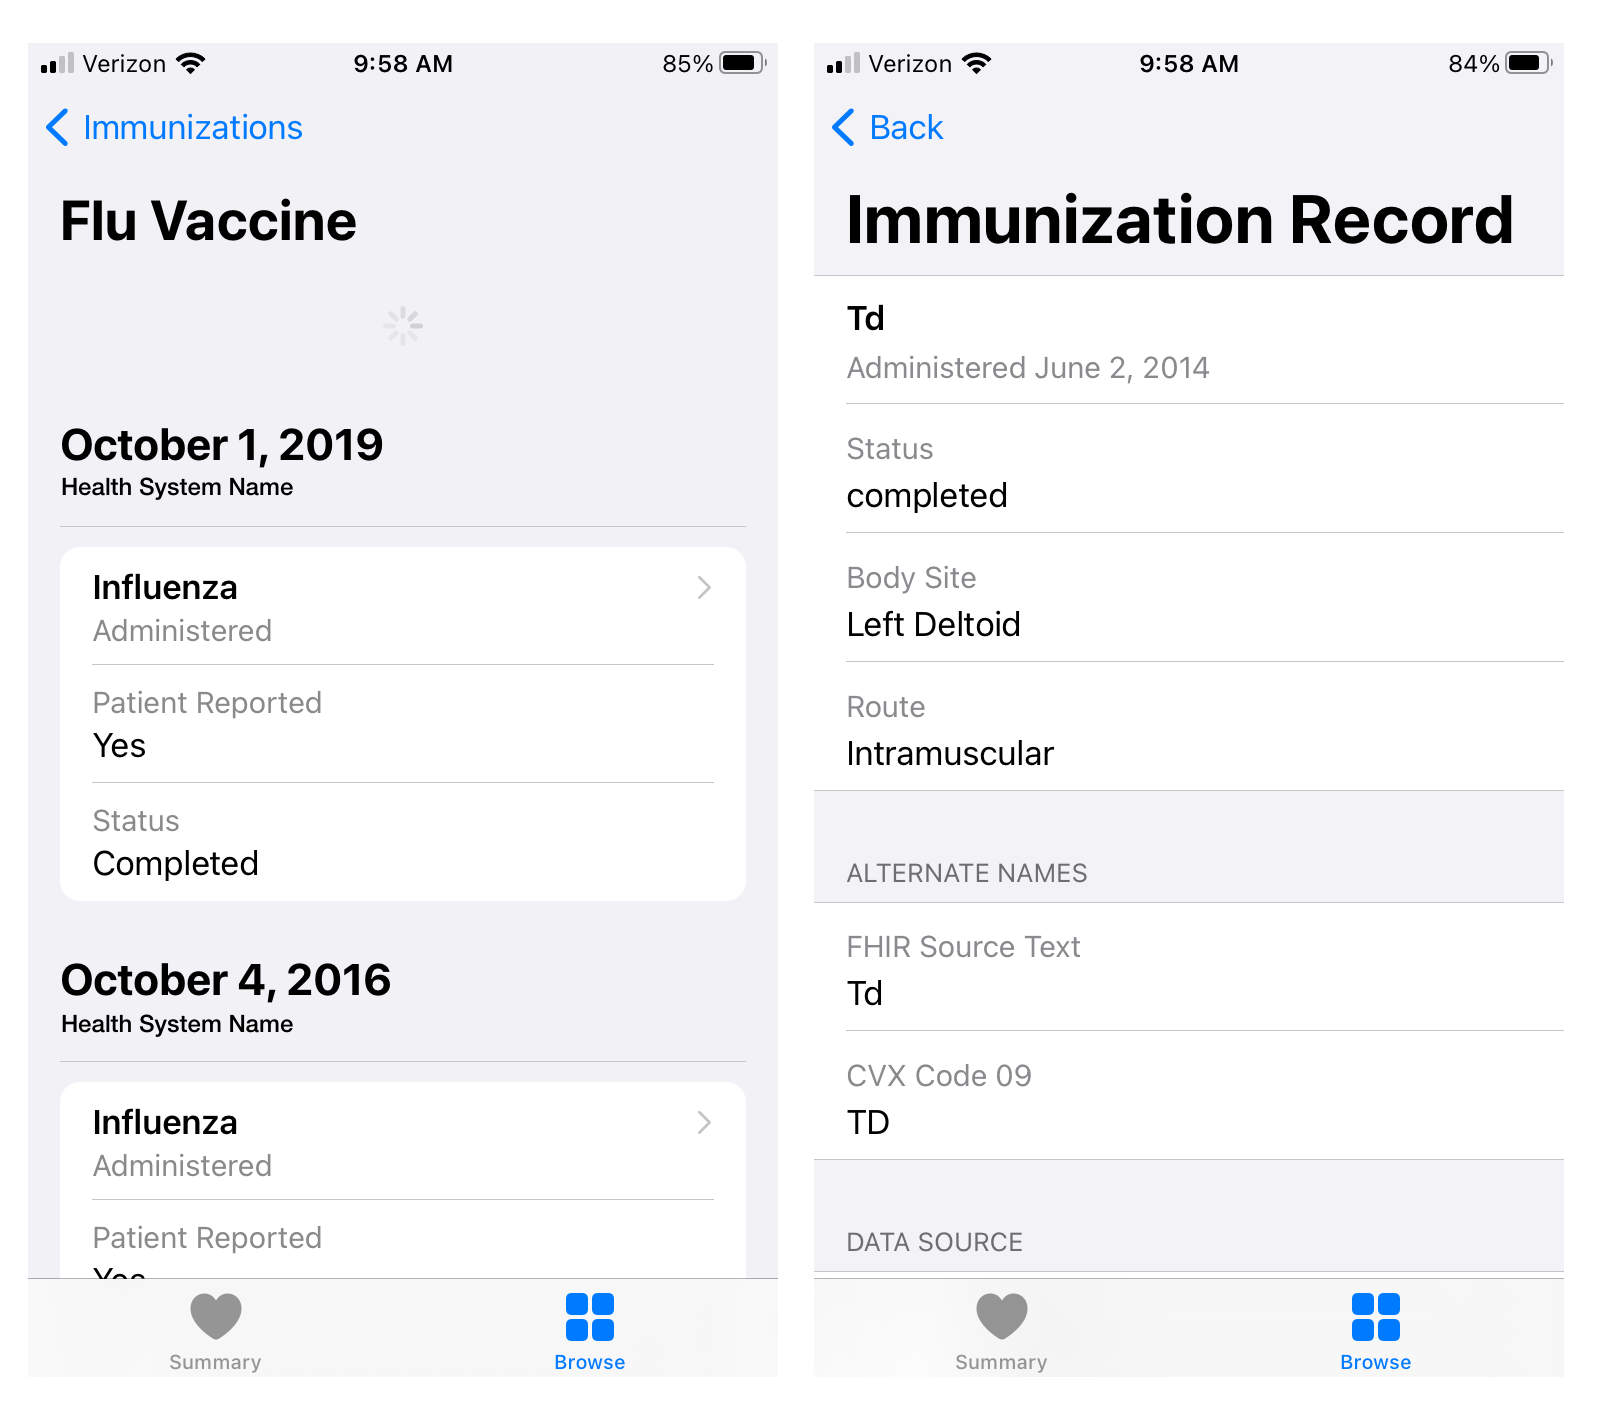 Verizon 9:58 AM 85%
Immunizations
Flu Vaccine
October 1, 2019
Health System Name
Influenza
Administered
Patient Reported
Yes
Status
Completed
October 4, 2016
Health System Name
Influenza
Administered
Patient Reported
Yes
Summary Browse
Verizon 9:58 AM 84%
Back
Immunization Record
Td
Administered June 2, 2014
Status
completed
Body Site
Left Deltoid
Route
Intramuscular
ALTERNATE NAMES
FHIR Source Text
Td
CVX Code 09
TD
DATA SOURCE
Summary Browse